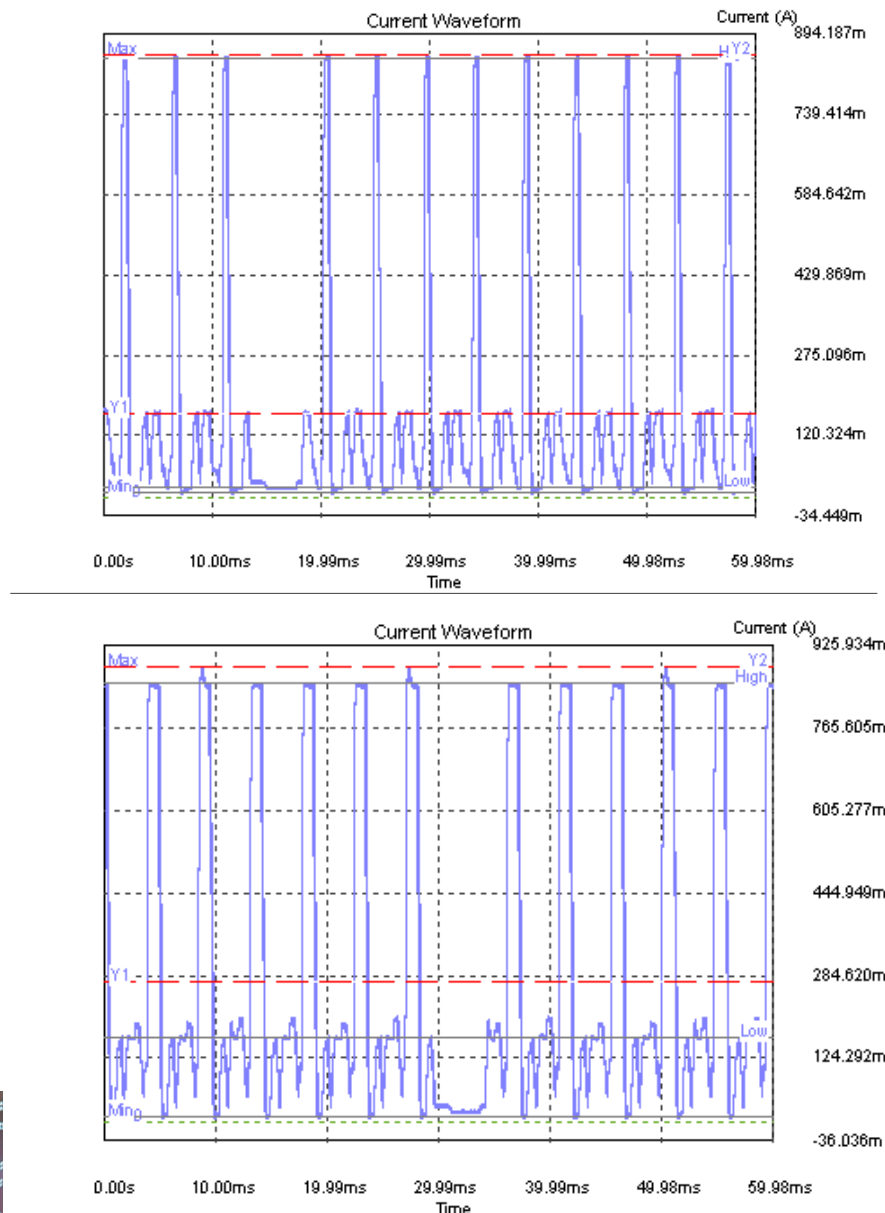 Current Waveform Current (A)
Max Y2 894.187m
739.414m
584.642m
429.869m
275.096m
Y1 120.324m
Low
-34.449m
0.00s 10.00ms 19.99ms 29.99ms 39.99ms 49.98ms 59.98ms
Time
Current Waveform Current (A)
Max Y2 925.934m
High
765.605m
605.277m
444.949m
Y1 284.620m
Low
124.292m
-36.036m
0.00s 10.00ms 19.99ms 29.99ms 39.99ms 49.98ms 59.98ms
Time